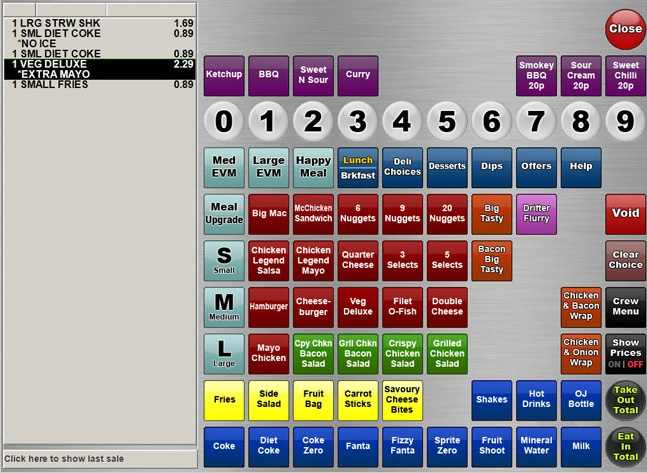 1 LRG STRW SHK 1.69
1 SML DIET COKE 0.89
*NO ICE
1 SML DIET COKE 0.89
1 VEG DELUXE 2.29
*EXTRA MAYO
1 SMALL FRIES 0.89
Click here to show last sale
Close
Ketchup
BBQ
Sweet
N Sour
Curry
Smokey
BBQ
20p
Sour
Cream
20p
Sweet
Chilli
20p
0 1 2 3 4 5 6 7 8 9
Med
EVM
Large
EVM
Happy
Meal
Lunch
Brkfast
Deli
Choices
Desserts
Dips
Offers
Help
Meal
Upgrade
Big Mac
McChicken
Sandwich
6
Nuggets
9
Nuggets
20
Nuggets
Big
Tasty
Drifter
Flurry
Void
S
Small
Chicken
Legend
Salsa
Chicken
Legend
Mayo
Quarter
Cheese
3
Selects
5
Selects
Bacon
Big
Tasty
Clear
Choice
M
Medium
Hamburger
Cheese-
burger
Veg
Deluxe
Filet
O-Fish
Double
Cheese
Chicken
& Bacon
Wrap
Crew
Menu
L
Large
Mayo
Chicken
Cpy Chkn
Bacon
Salad
Grll Chkn
Bacon
Salad
Crispy
Chicken
Salad
Grilled
Chicken
Salad
Chicken
& Onion
Wrap
Show
Prices
ON | OFF
Fries
Side
Salad
Fruit
Bag
Carrot
Sticks
Savoury
Cheese
Bites
Shakes
Hot
Drinks
OJ
Bottle
Take
Out
Total
Coke
Diet
Coke
Coke
Zero
Fanta
Fizzy
Fanta
Sprite
Zero
Fruit
Shoot
Mineral
Water
Milk
Eat
In
Total